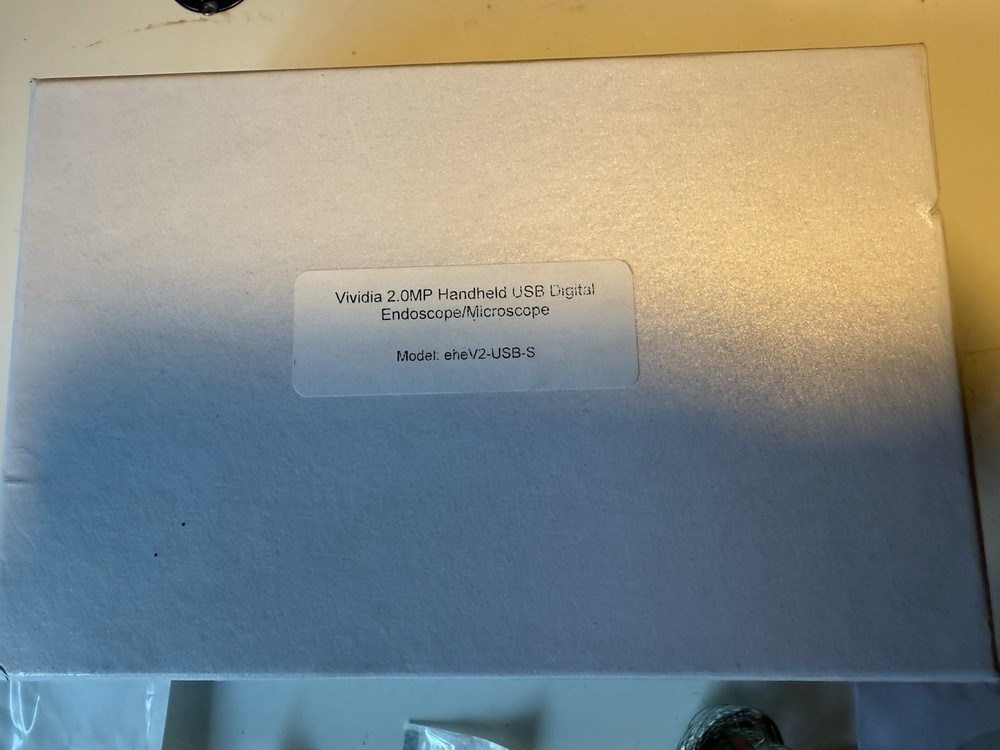 Vividia 2.0MP Handheld USB Digital
Endoscope/Microscope
Model: eheV2-USB-S